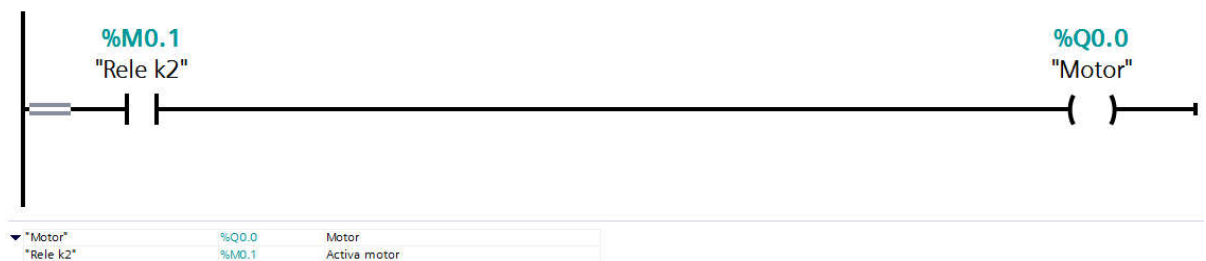 %M0.1
"Rele k2"
%Q0.0
"Motor"
"Motor" %Q0.0 Motor
"Rele k2" %M0.1 Activa motor